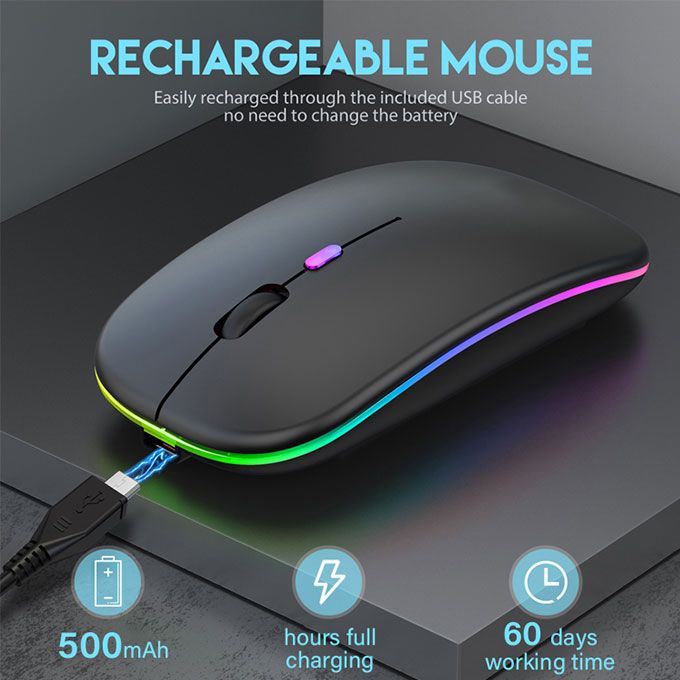 RECHARGEABLE MOUSE
Easily recharged through the included USB cable
no need to change the battery
500mAh
hours full
charging
60 days
working time